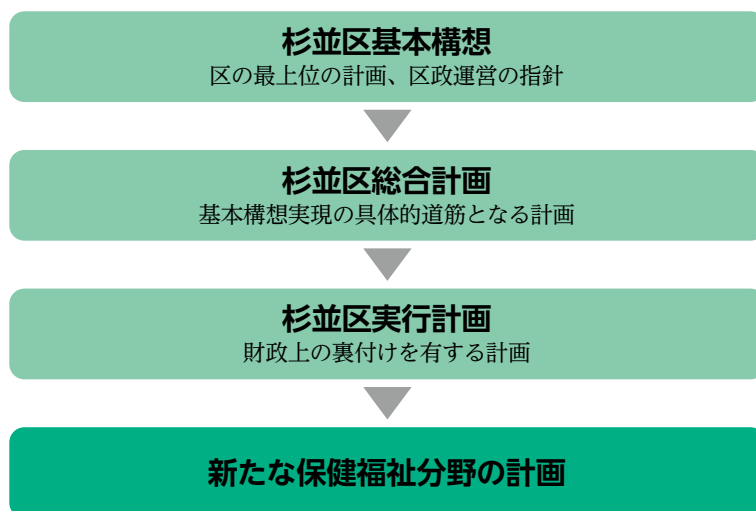 杉並区基本構想
区の最上位の計画、区政運営の指針
杉並区総合計画
基本構想実現の具体的道筋となる計画
杉並区実行計画
財政上の裏付けを有する計画
新たな保健福祉分野の計画